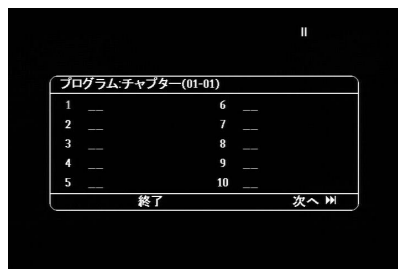 プログラム:チャプター(01-01)
1 __ 6 __
2 __ 7 __
3 __ 8 __
4 __ 9 __
5 __ 10 __
終了 次へ ⏭